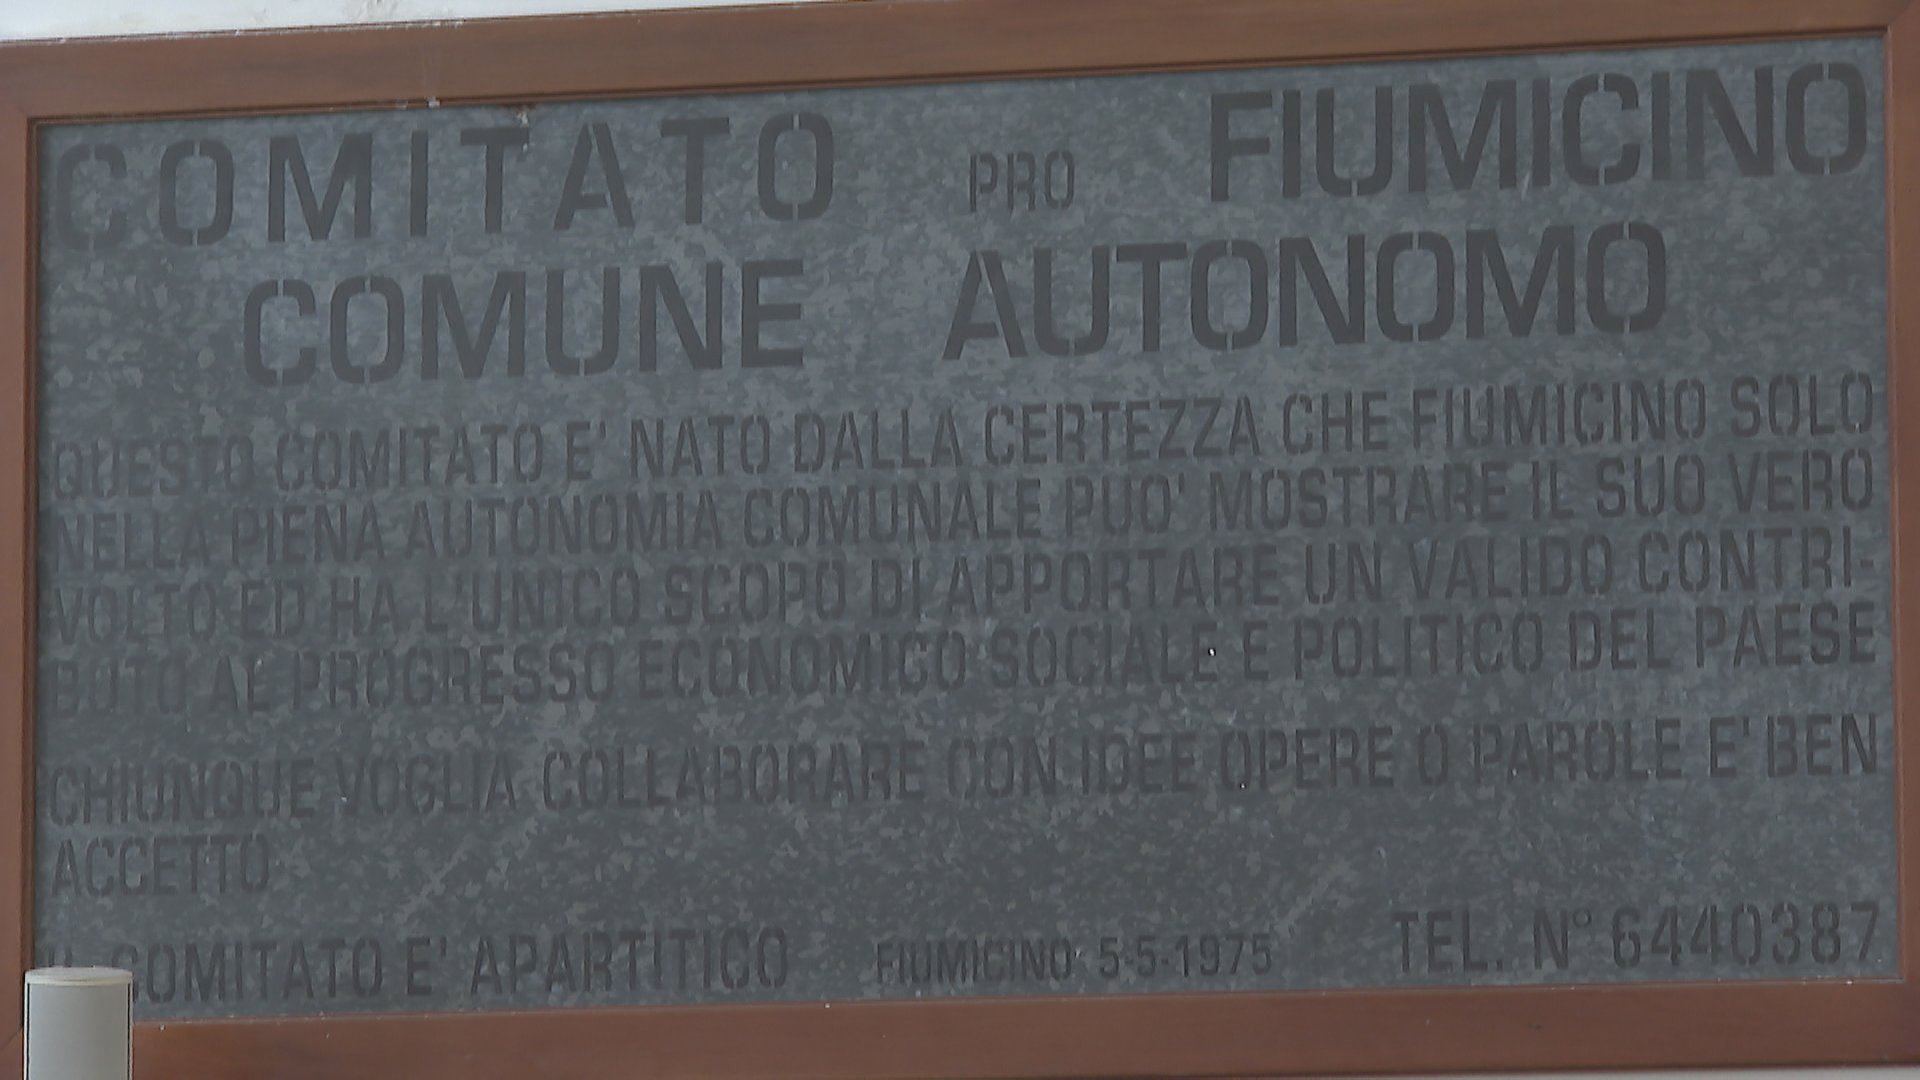 COMITATO PRO FIUMICINO
COMUNE AUTONOMO
QUESTO COMITATO E' NATO DALLA CERTEZZA CHE FIUMICINO SOLO
NELLA PIENA AUTONOMIA COMUNALE PUO' MOSTRARE IL SUO VERO
VOLTO ED HA L'UNICO SCOPO DI APPORTARE UN VALIDO CONTRI-
BUTO AL PROGRESSO ECONOMICO SOCIALE E POLITICO DEL PAESE
CHIUNQUE VOGLIA COLLABORARE CON IDEE OPERE O PAROLE E' BEN
ACCETTO
IL COMITATO E' APARTITICO FIUMICINO 5-5-1975 TEL. N° 6440387